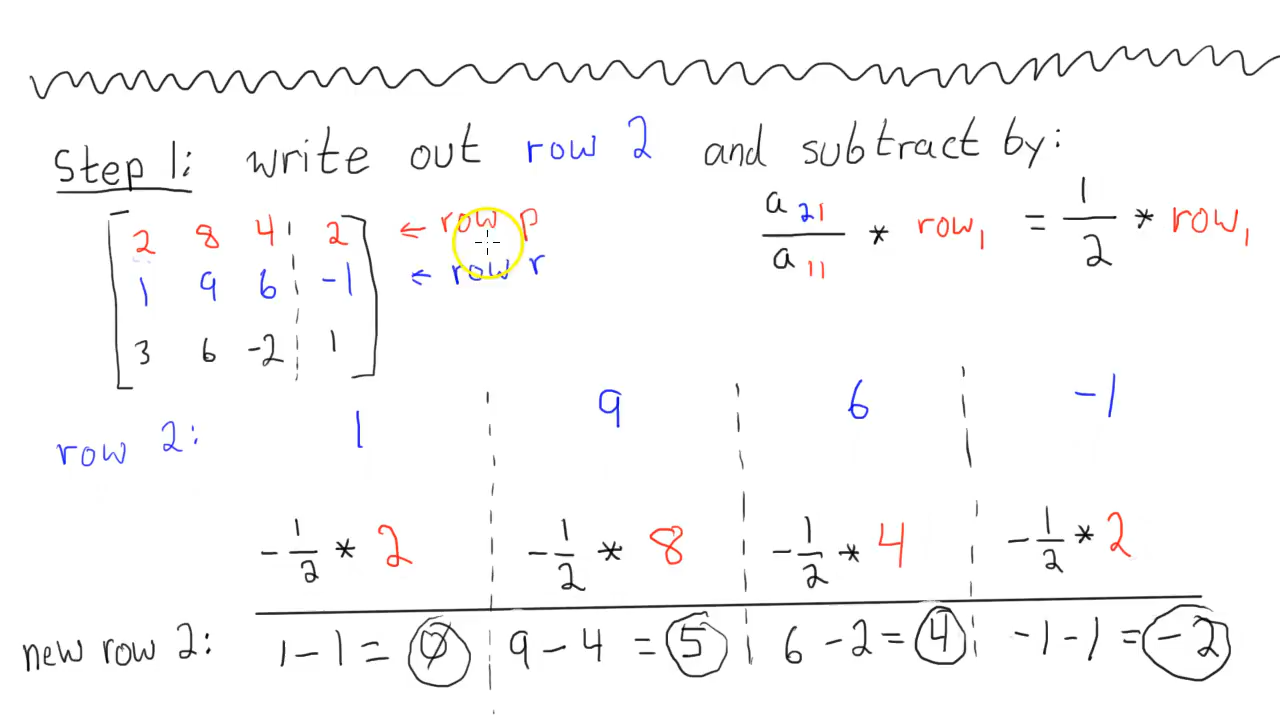 Step 1: write out row 2 and subtract by:
a21/a11 * row1 = 1/2 * row1
2 8 4 2 ← row p
1 9 6 -1 ← row r
3 6 -2 1
row 2: 1 9 6 -1
-1/2 * 2 -1/2 * 8 -1/2 * 4 -1/2 * 2
new row 2: 1-1=0 9-4=5 6-2=4 -1-1=-2